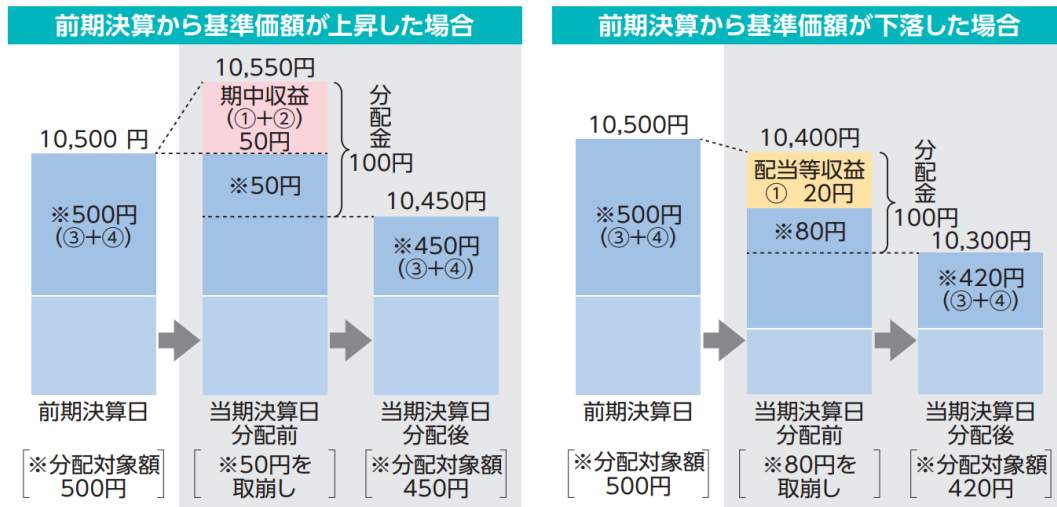 前期決算から基準価額が上昇した場合
10,550円
期中収益
(①+②)
50円
分配金
100円
10,500 円
※500円
(③+④)
※50円
10,450円
※450円
(③+④)
前期決算日
当期決算日
分配前
当期決算日
分配後
※分配対象額
500円
※50円を
取崩し
※分配対象額
450円
前期決算から基準価額が下落した場合
10,500円
10,400円
配当等収益
① 20円
分配金
100円
※500円
(③+④)
※80円
10,300円
※420円
(③+④)
前期決算日
当期決算日
分配前
当期決算日
分配後
※分配対象額
500円
※80円を
取崩し
※分配対象額
420円